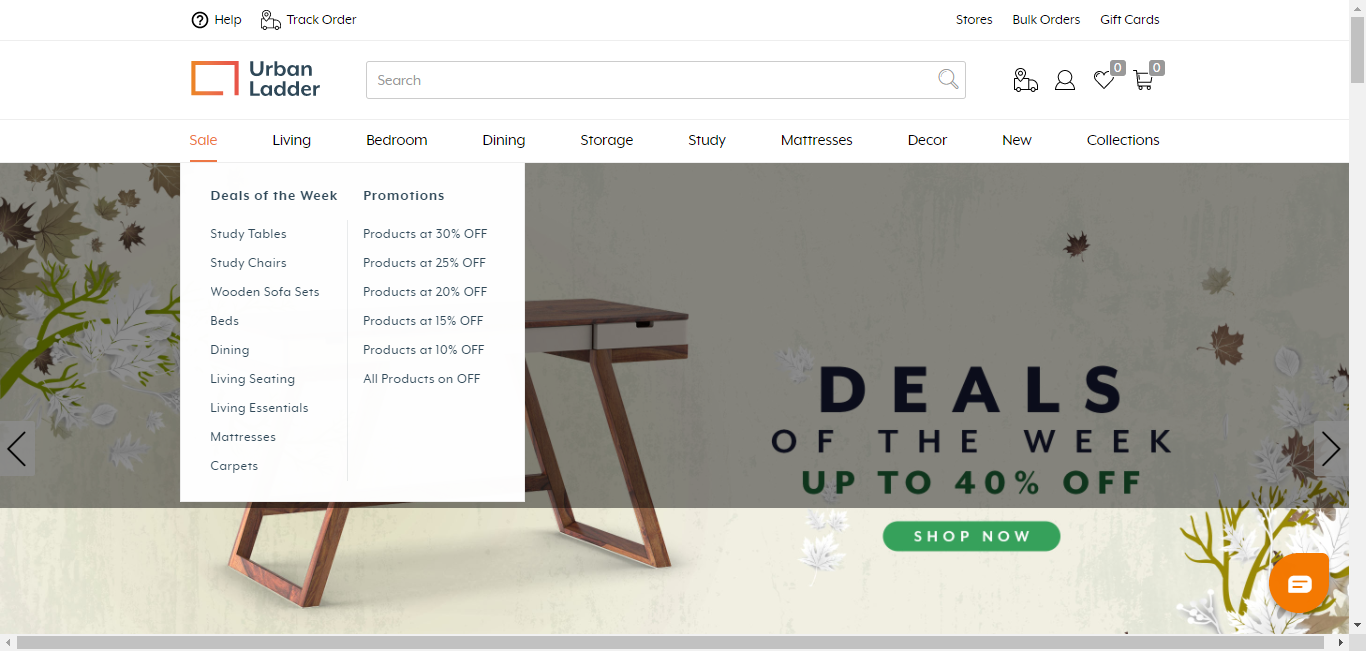 Help
Track Order
Stores
Bulk Orders
Gift Cards
Urban
Ladder
Search
0
0
Sale
Living
Bedroom
Dining
Storage
Study
Mattresses
Decor
New
Collections
Deals of the Week
Study Tables
Study Chairs
Wooden Sofa Sets
Beds
Dining
Living Seating
Living Essentials
Mattresses
Carpets
Promotions
Products at 30% OFF
Products at 25% OFF
Products at 20% OFF
Products at 15% OFF
Products at 10% OFF
All Products on OFF
DEALS
OF THE WEEK
UP TO 40% OFF
SHOP NOW